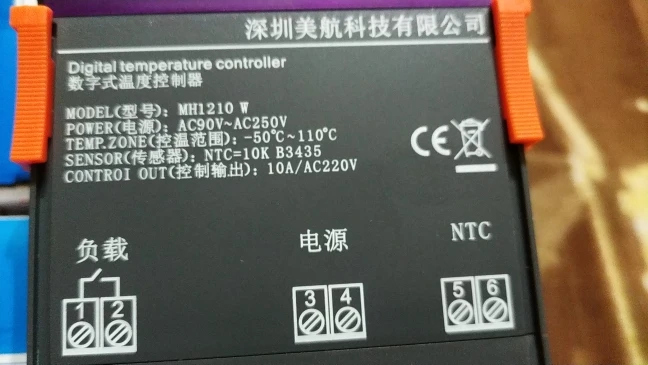 深圳美航科技有限公司
Digital temperature controller
数字式温度控制器
MODEL(型号): MH1210 W
POWER(电源): AC90V~AC250V
TEMP.ZONE(控温范围): -50℃~110℃
SENSOR(传感器): NTC=10K B3435
CONTROI OUT(控制输出): 10A/AC220V
CE
负载 电源 NTC
1 2 3 4 5 6